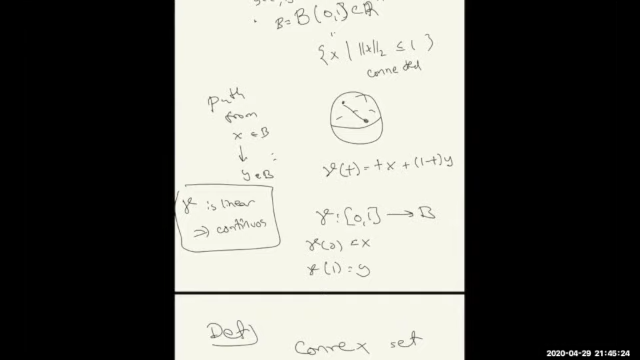 B = B(0,1) ⊂ ℝ
"
{ x | ||x||₂ ≤ 1 }
connected
path
from
x ∈ B
↓
y ∈ B
:
γ(t) = tx + (1-t)y
γ is linear
⇒ continuos
γ : [0,1] → B
γ(0) = x
γ(1) = y
Def)
Convex set
2020-04-29 21:45:24